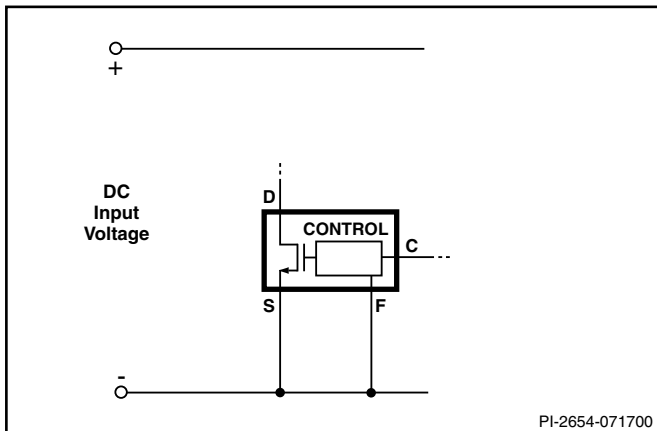 +
DC
Input
Voltage
D
CONTROL
C
S
F
-
PI-2654-071700